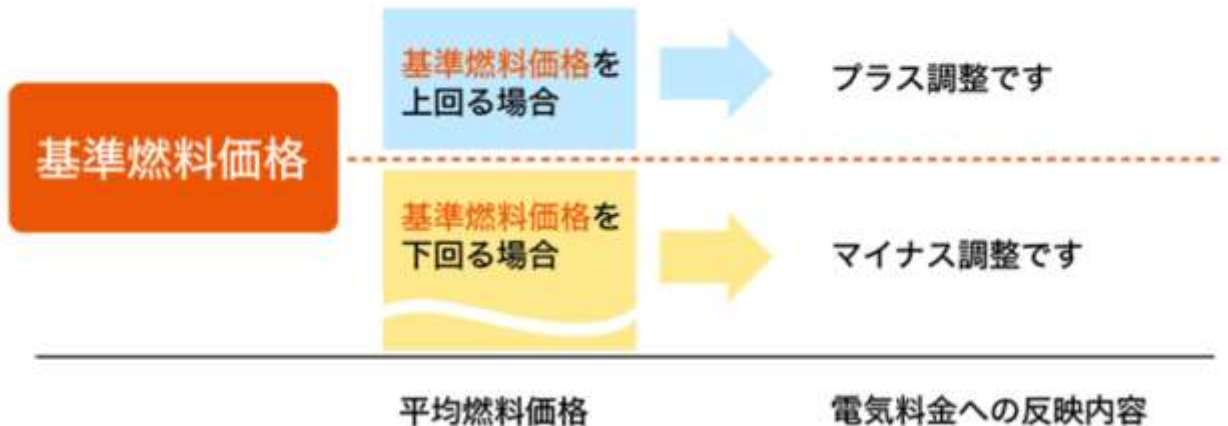 基準燃料価格を
上回る場合
プラス調整です
基準燃料価格
基準燃料価格を
下回る場合
マイナス調整です
平均燃料価格
電気料金への反映内容